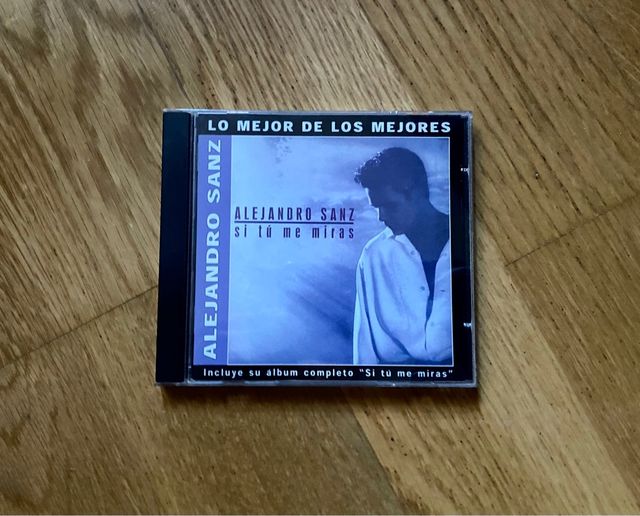 LO MEJOR DE LOS MEJORES
ALEJANDRO SANZ
ALEJANDRO SANZ
si tú me miras
Incluye su álbum completo "Si tú me miras"